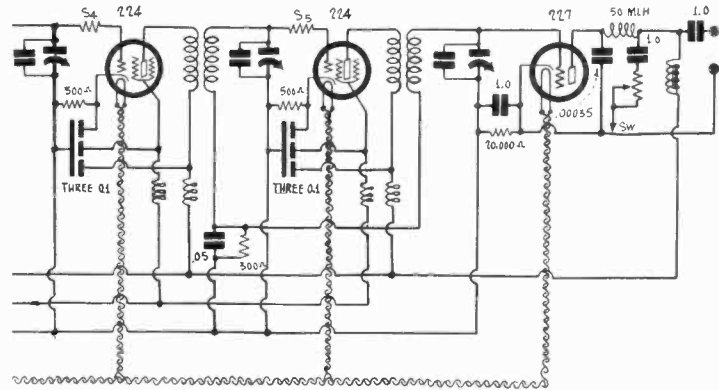 S4
224
S5
224
227
50 MLH
1.0
1.0
1.0
500Ω
500Ω
.00035
SW
20,000 Ω
THREE 0.1
THREE 0.1
.05
300Ω